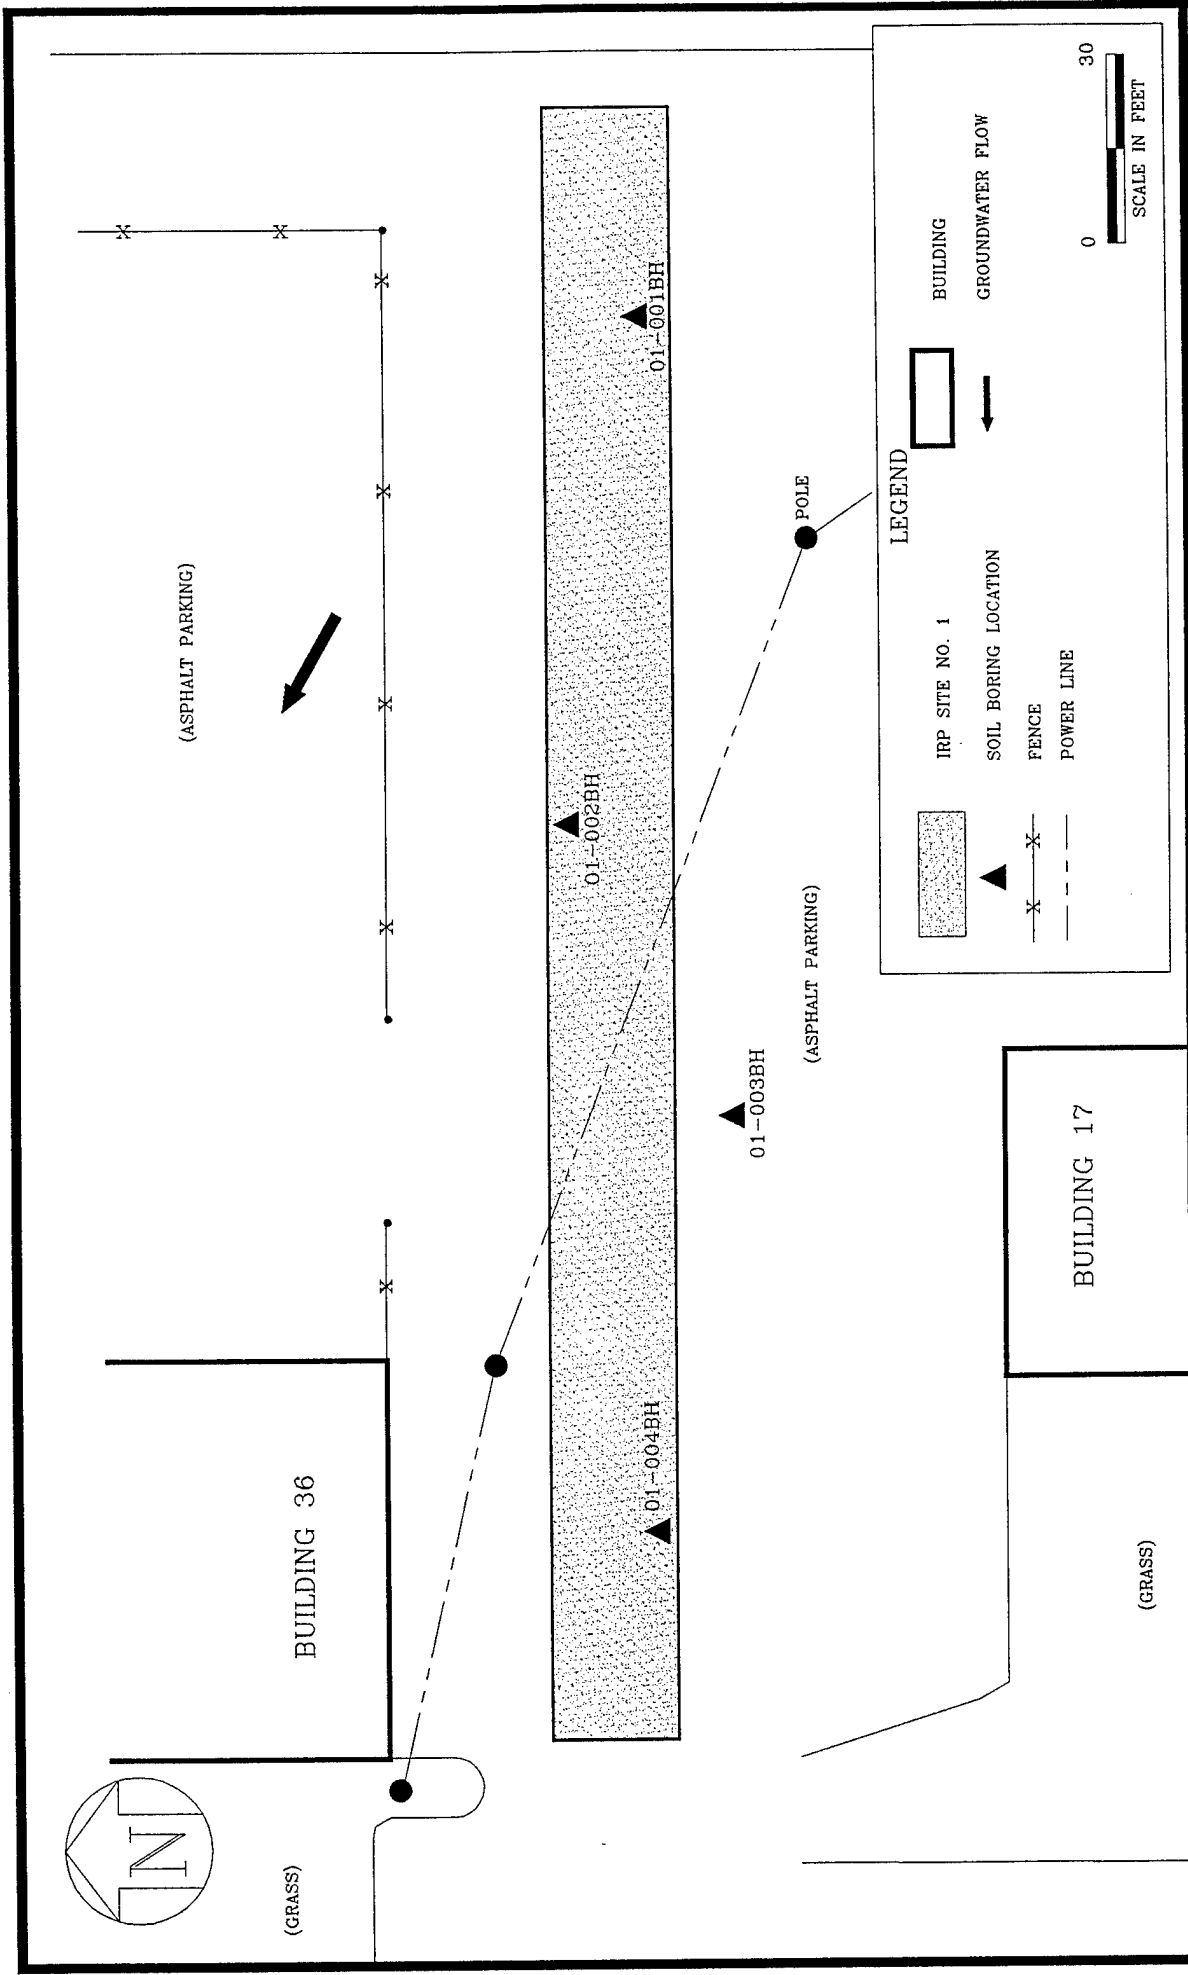 N
(GRASS)
BUILDING 36
(ASPHALT PARKING)
01-004BH
01-002BH
01-001BH
01-003BH
(ASPHALT PARKING)
POLE
(GRASS)
BUILDING 17
LEGEND
IRP SITE NO. 1
SOIL BORING LOCATION
FENCE
POWER LINE
BUILDING
GROUNDWATER FLOW
0 30
SCALE IN FEET